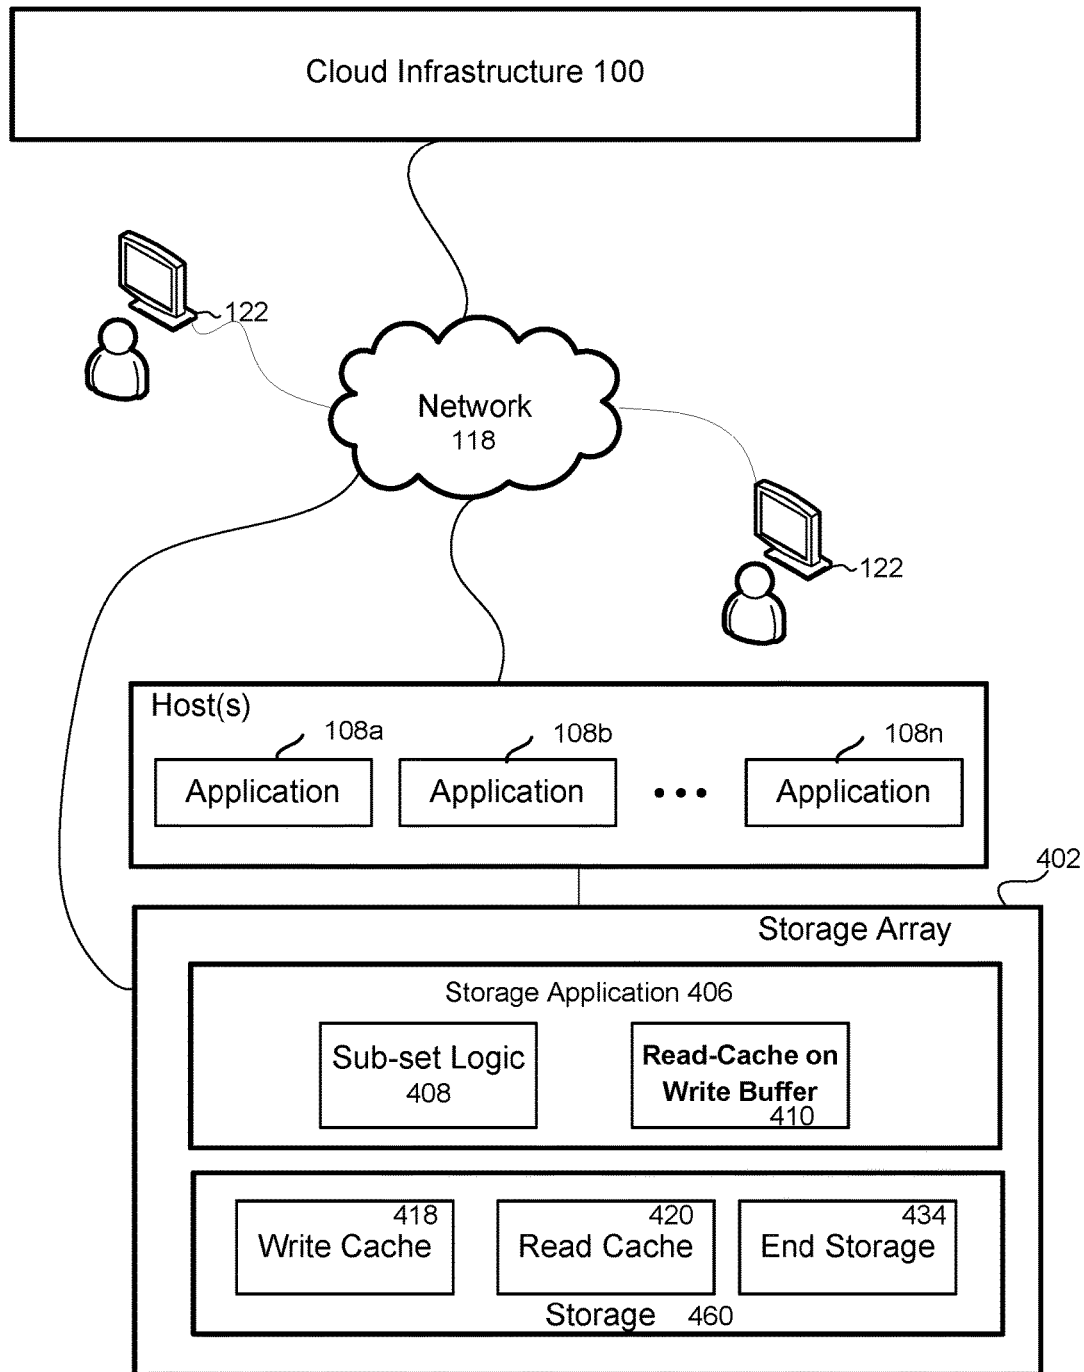 Cloud Infrastructure 100
122
Network
118
122
Host(s)
108a
108b
108n
Application
Application
• • •
Application
402
Storage Array
Storage Application 406
Sub-set Logic
408
Read-Cache on
Write Buffer
410
418
Write Cache
420
Read Cache
434
End Storage
Storage 460